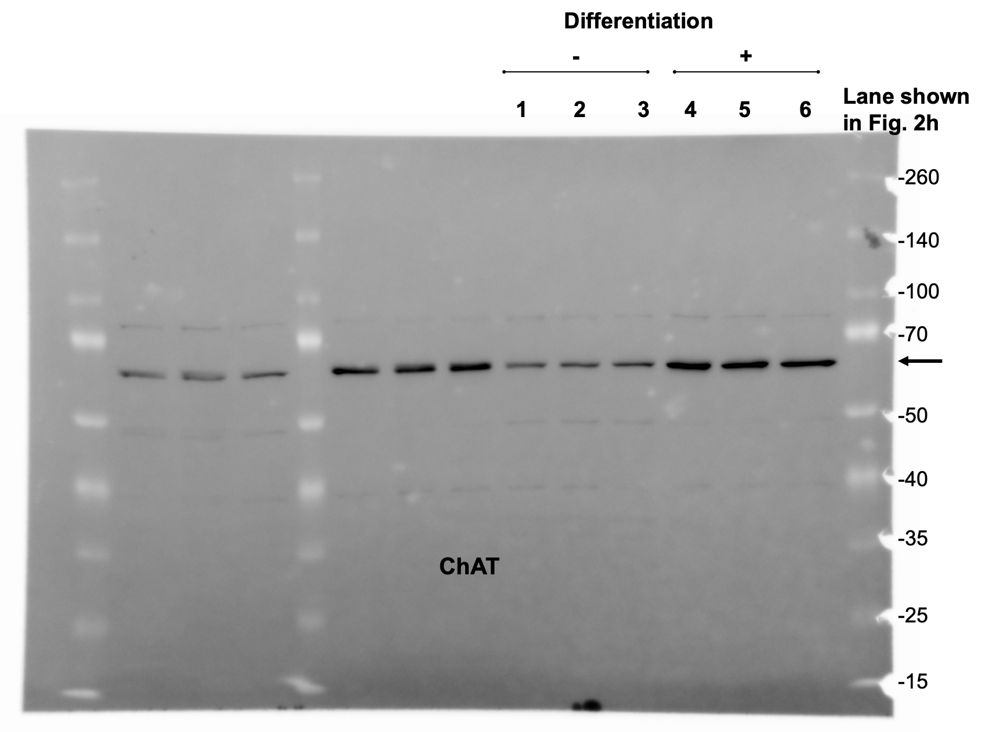 Differentiation
- +
1 2 3 4 5 6
Lane shown
in Fig. 2h
-260
-140
-100
-70
-50
-40
-35
ChAT
-25
-15